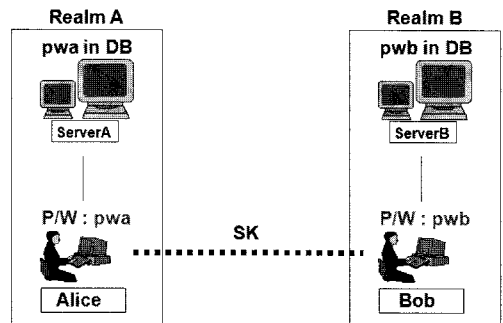 Realm A
Realm B
pwa in DB
pwb in DB
ServerA
ServerB
P/W : pwa
P/W : pwb
SK
Alice
Bob